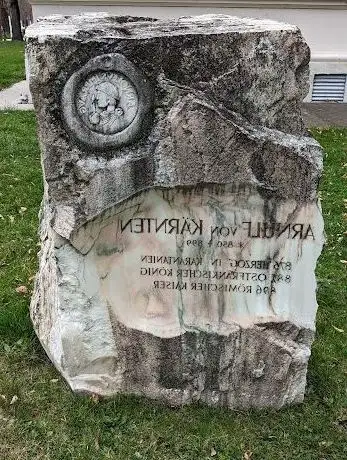 ARNULF von KÄRNTEN
* 850 † 899
876 HERZOG IN KARANTANIEN
887 OSTFRÄNKISCHER KÖNIG
896 RÖMISCHER KAISER